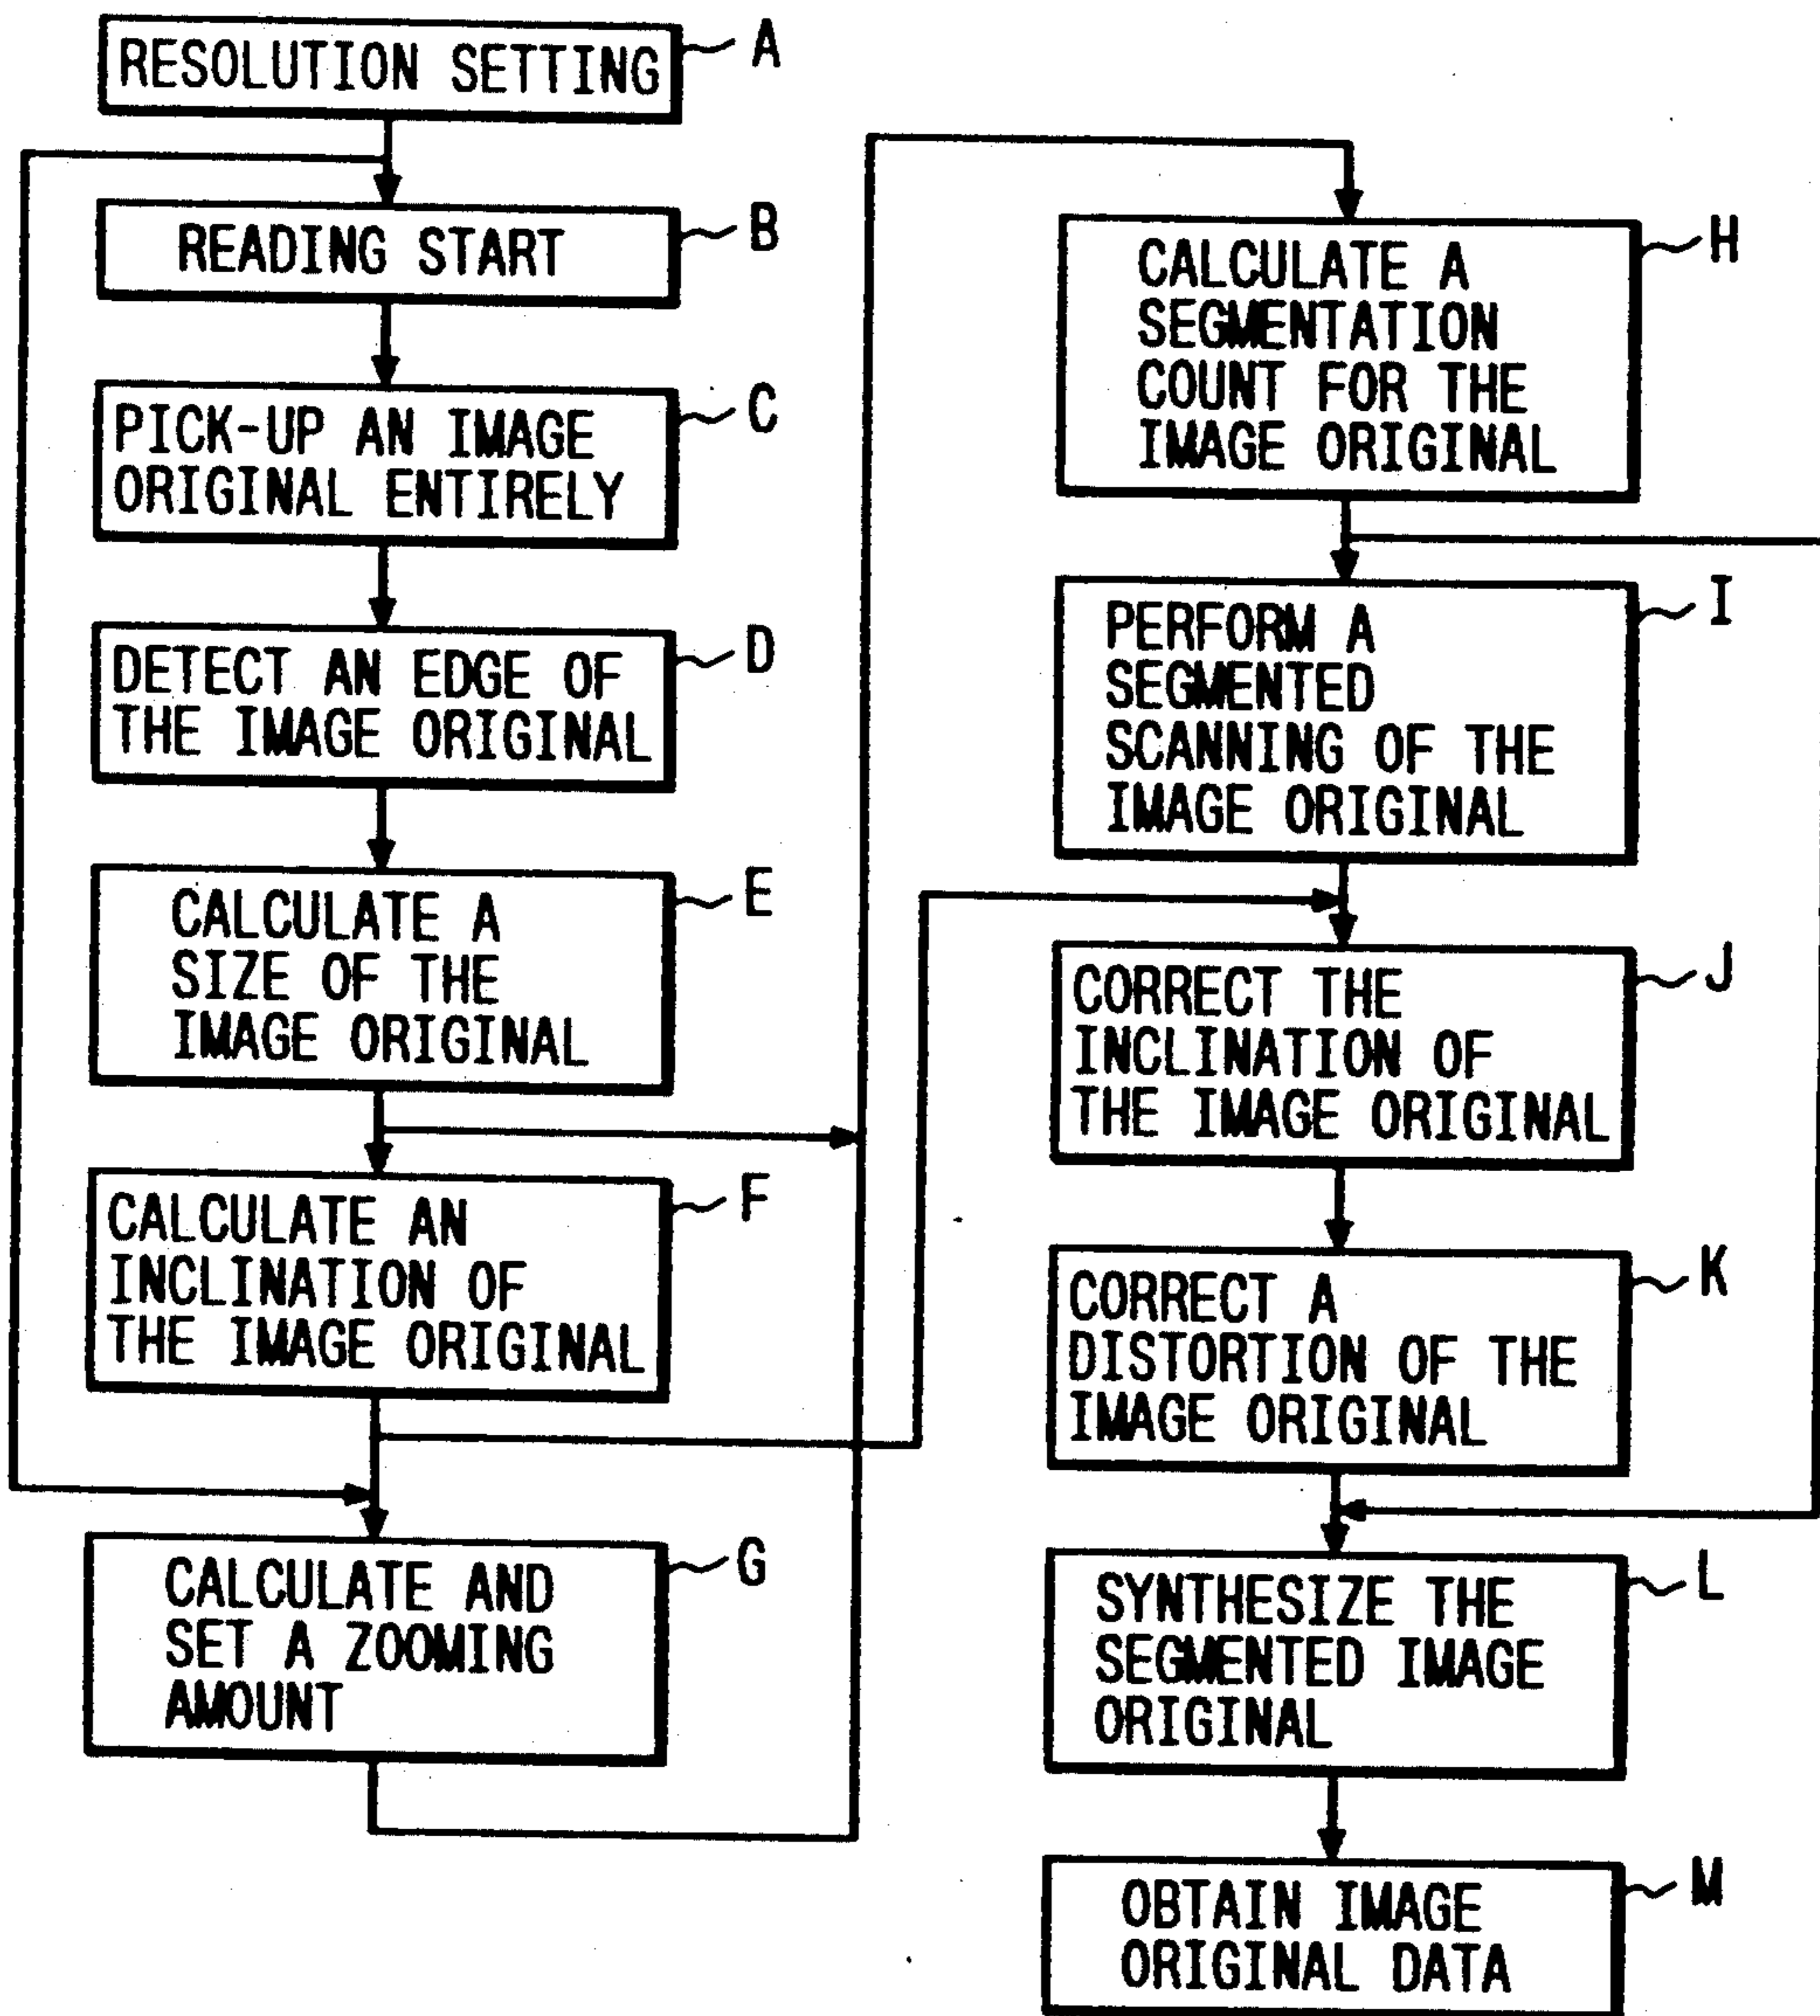 RESOLUTION SETTING
A
READING START
B
PICK-UP AN IMAGE
ORIGINAL ENTIRELY
C
DETECT AN EDGE OF
THE IMAGE ORIGINAL
D
CALCULATE A
SIZE OF THE
IMAGE ORIGINAL
E
CALCULATE AN
INCLINATION OF
THE IMAGE ORIGINAL
F
CALCULATE AND
SET A ZOOMING
AMOUNT
G
CALCULATE A
SEGMENTATION
COUNT FOR THE
IMAGE ORIGINAL
H
PERFORM A
SEGMENTED
SCANNING OF THE
IMAGE ORIGINAL
I
CORRECT THE
INCLINATION OF
THE IMAGE ORIGINAL
J
CORRECT A
DISTORTION OF THE
IMAGE ORIGINAL
K
SYNTHESIZE THE
SEGMENTED IMAGE
ORIGINAL
L
OBTAIN IMAGE
ORIGINAL DATA
M